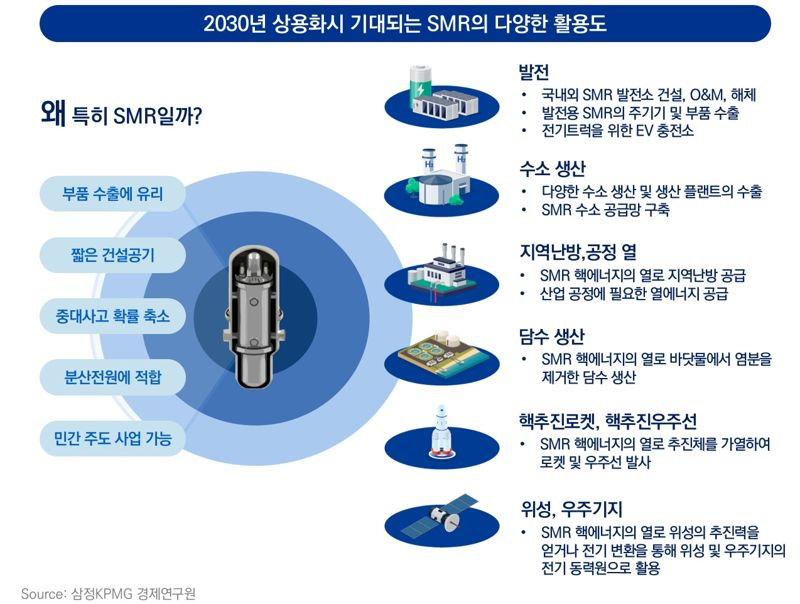 2030년 상용화시 기대되는 SMR의 다양한 활용도
왜 특히 SMR일까?
부품 수출에 유리
짧은 건설공기
중대사고 확률 축소
분산전원에 적합
민간 주도 사업 가능
발전
• 국내외 SMR 발전소 건설, O&M, 해체
• 발전용 SMR의 주기기 및 부품 수출
• 전기트럭을 위한 EV 충전소
H₂ H₂
수소 생산
• 다양한 수소 생산 및 생산 플랜트의 수출
• SMR 수소 공급망 구축
지역난방,공정 열
• SMR 핵에너지의 열로 지역난방 공급
• 산업 공정에 필요한 열에너지 공급
담수 생산
• SMR 핵에너지의 열로 바닷물에서 염분을
제거한 담수 생산
핵추진로켓, 핵추진우주선
• SMR 핵에너지의 열로 추진체를 가열하여
로켓 및 우주선 발사
위성, 우주기지
• SMR 핵에너지의 열로 위성의 추진력을
얻거나 전기 변환을 통해 위성 및 우주기지의
전기 동력원으로 활용
Source: 삼정KPMG 경제연구원